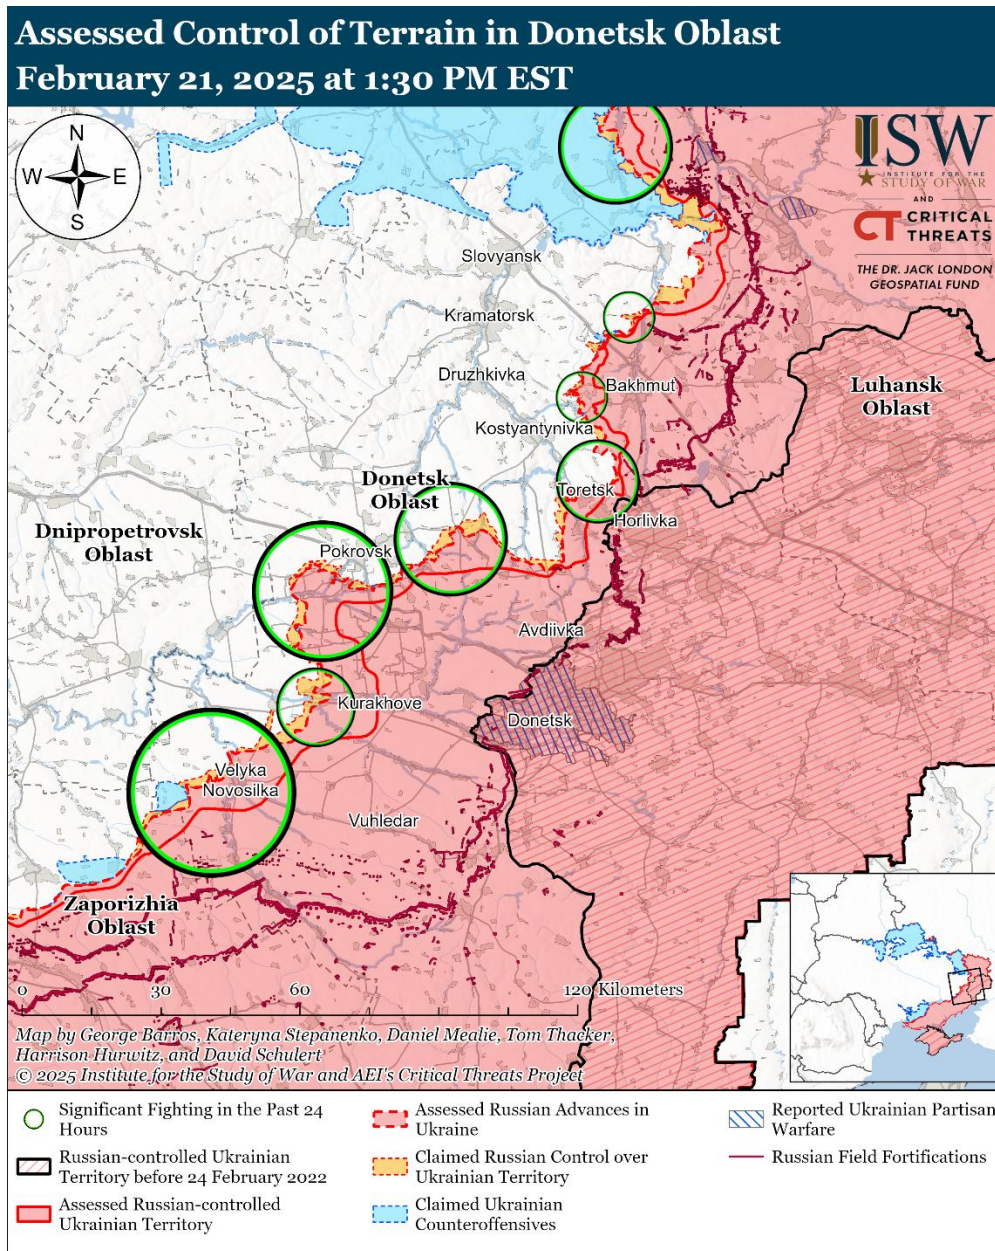 Assessed Control of Terrain in Donetsk Oblast
February 21, 2025 at 1:30 PM EST
N
W
E
S
ISW
INSTITUTE FOR THE
STUDY OF WAR
AND
CT CRITICAL
THREATS
THE DR. JACK LONDON
GEOSPATIAL FUND
Slovyansk
Kramatorsk
Druzhkivka
Bakhmut
Luhansk
Oblast
Kostyantynivka
Donetsk
Oblast
Toretsk
Horlivka
Dnipropetrovsk
Oblast
Pokrovsk
Avdiivka
Kurakhove
Donetsk
Velyka
Novosilka
Vuhledar
Zaporizhia
Oblast
0
30
60
120 Kilometers
Map by George Barros, Kateryna Stepanenko, Daniel Mealie, Tom Thacker,
Harrison Hurwitz, and David Schulert
© 2025 Institute for the Study of War and AEI's Critical Threats Project
Significant Fighting in the Past 24
Hours
Russian-controlled Ukrainian
Territory before 24 February 2022
Assessed Russian-controlled
Ukrainian Territory
Assessed Russian Advances in
Ukraine
Claimed Russian Control over
Ukrainian Territory
Claimed Ukrainian
Counteroffensives
Reported Ukrainian Partisan
Warfare
Russian Field Fortifications